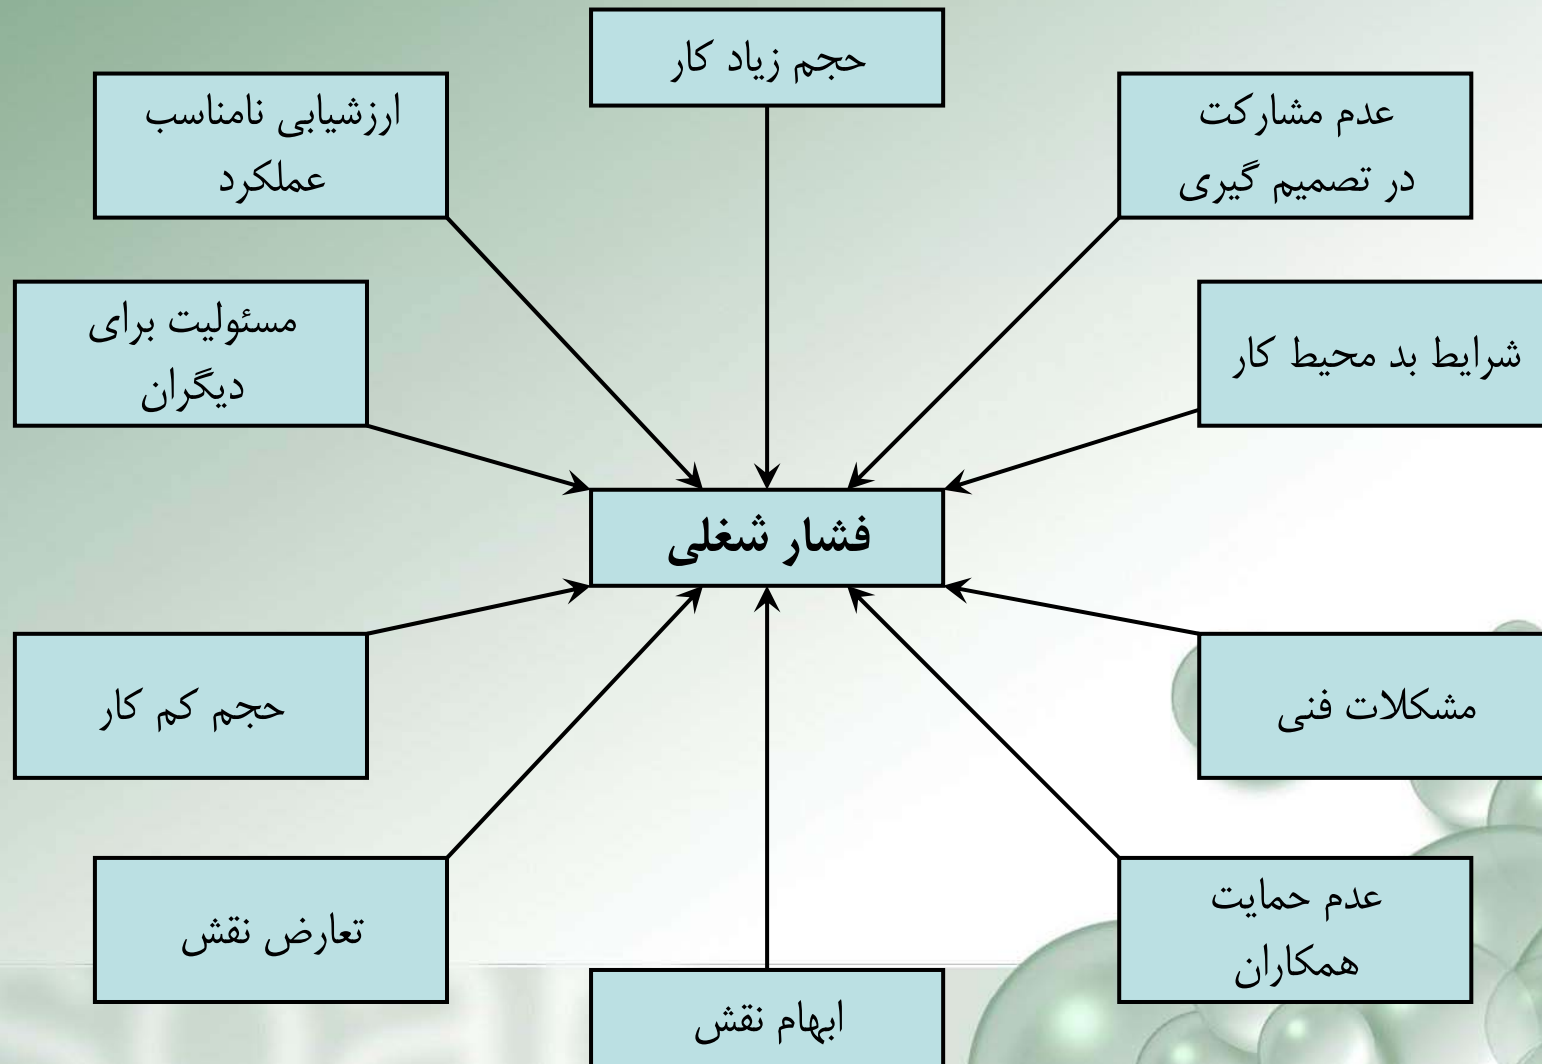 حجم زیاد کار
عدم مشارکت
در تصمیم گیری
ارزشیابی نامناسب
عملکرد
شرایط بد محیط کار
مسئولیت برای
دیگران
فشار شغلی
مشکلات فنی
حجم کم کار
عدم حمایت
همکاران
تعارض نقش
ابهام نقش